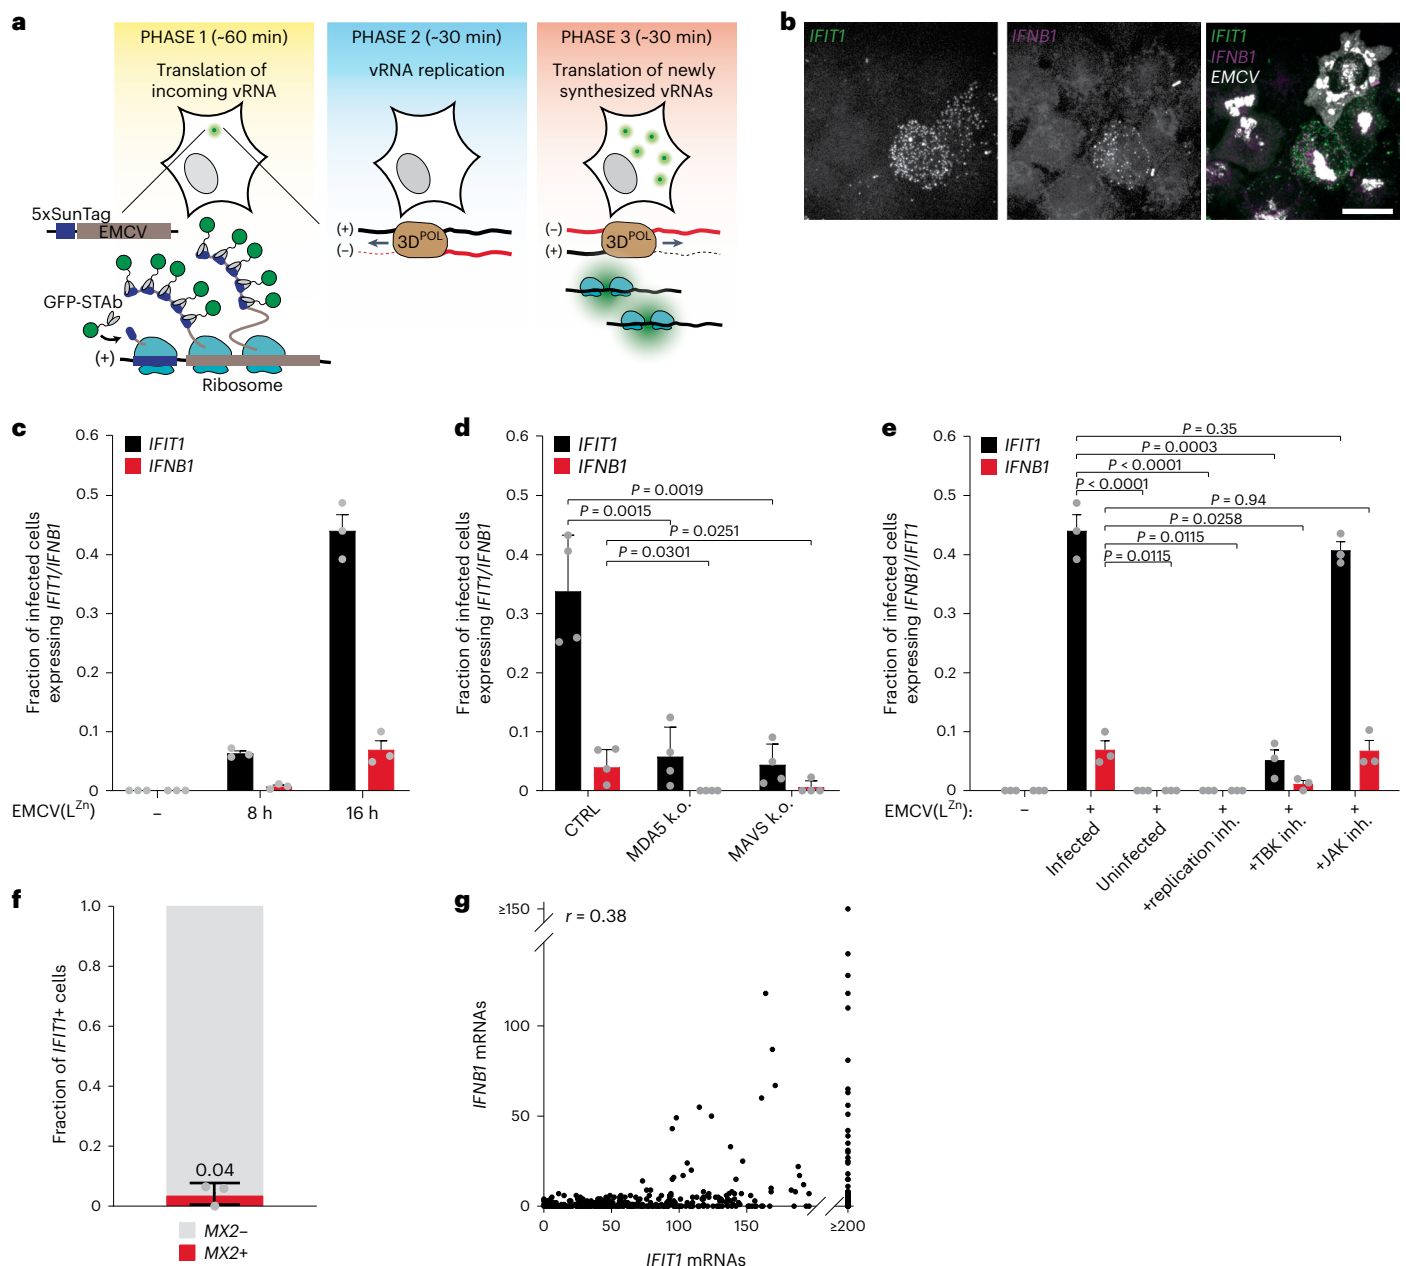 a
PHASE 1 (~60 min)
Translation of
incoming vRNA
PHASE 2 (~30 min)
vRNA replication
PHASE 3 (~30 min)
Translation of newly
synthesized vRNAs
5xSunTag
EMCV
GFP-STAb
(+)
Ribosome
(+)
(−)
3D^POL
(−)
(+)
3D^POL
b
IFIT1
IFNB1
IFIT1
IFNB1
EMCV
c
Fraction of infected cells
expressing IFIT1/IFNB1
0.6
0.5
0.4
0.3
0.2
0.1
0
IFIT1
IFNB1
EMCV(L^Zn)
–
8 h
16 h
d
Fraction of infected cells
expressing IFIT1/IFNB1
0.6
0.5
0.4
0.3
0.2
0.1
0
IFIT1
IFNB1
P = 0.0019
P = 0.0015
P = 0.0251
P = 0.0301
CTRL
MDA5 k.o.
MAVS k.o.
e
Fraction of infected cells
expressing IFNB1/IFIT1
0.6
0.5
0.4
0.3
0.2
0.1
0
IFIT1
IFNB1
P = 0.35
P = 0.0003
P < 0.0001
P < 0.0001
P = 0.94
P = 0.0258
P = 0.0115
P = 0.0115
EMCV(L^Zn):
– + + + + +
Infected
Uninfected
+replication inh.
+TBK inh.
+JAK inh.
f
Fraction of IFIT1+ cells
1.0
0.8
0.6
0.4
0.2
0
0.04
MX2−
MX2+
g
IFNB1 mRNAs
≥150
100
50
0
r = 0.38
0 50 100 150 ≥200
IFIT1 mRNAs